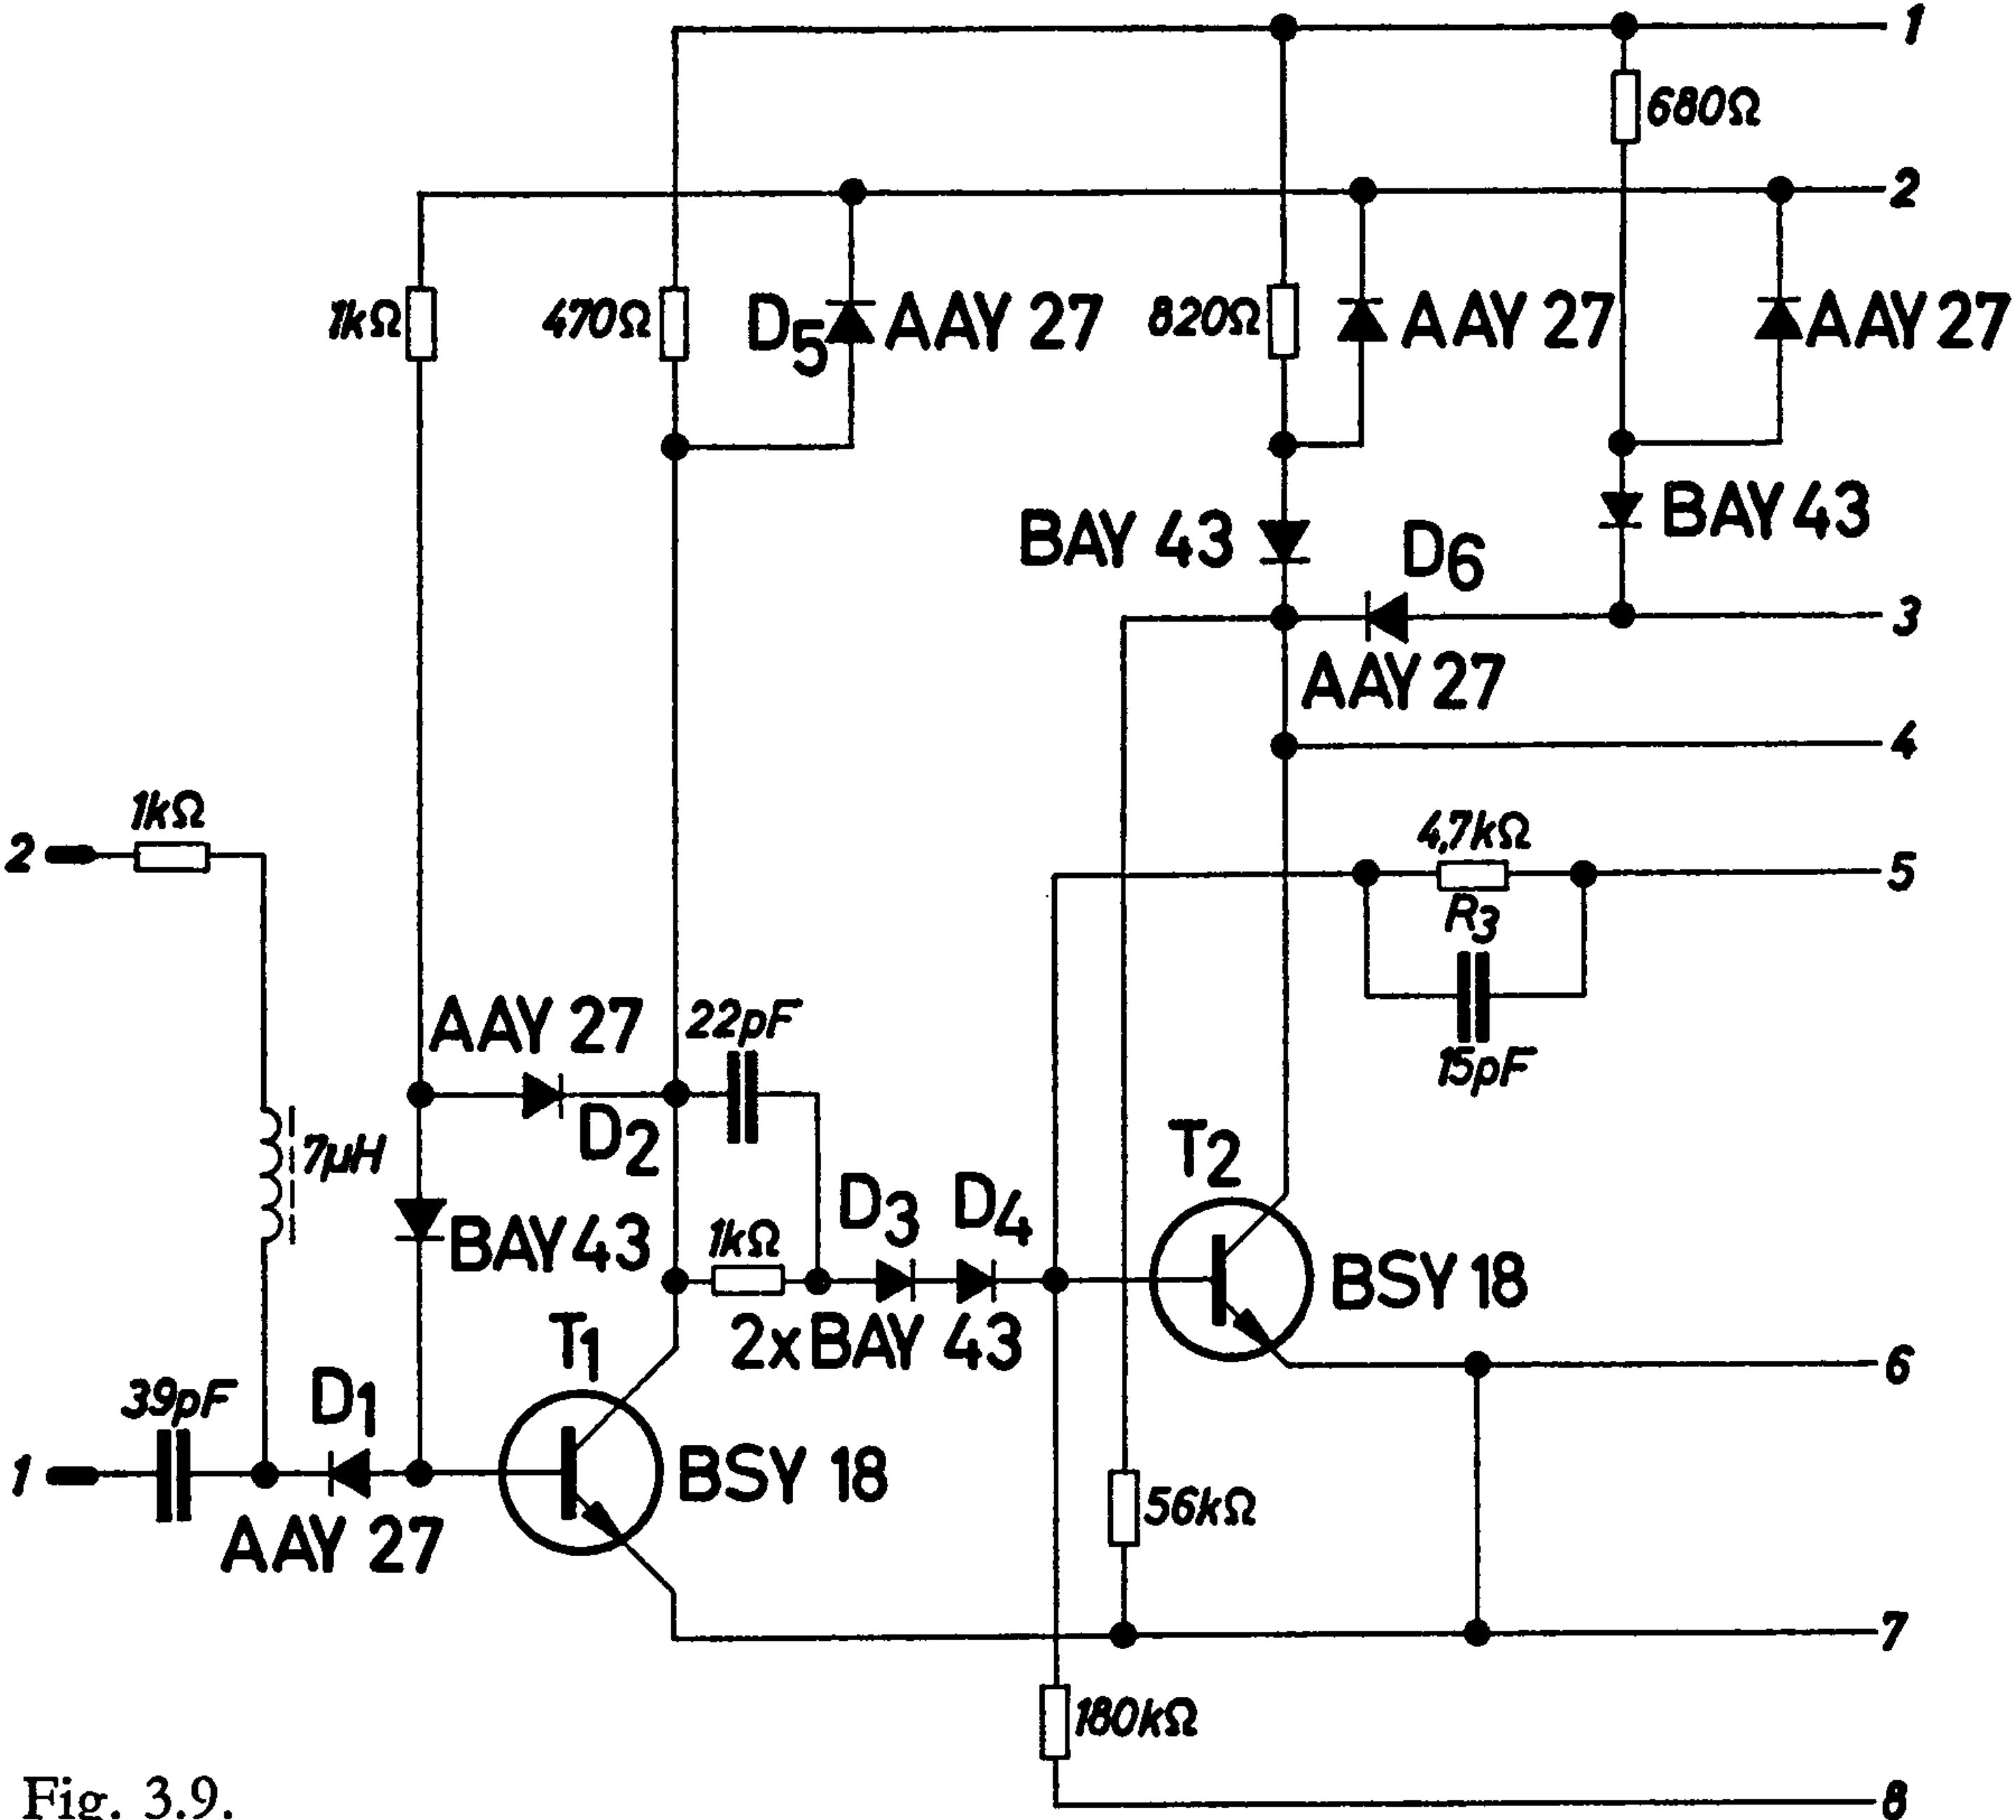 1
680Ω
2
1kΩ
470Ω
D5
AAY 27
820Ω
AAY 27
AAY 27
BAY 43
D6
BAY 43
3
AAY 27
4
1kΩ
2
4,7kΩ
5
R3
15pF
AAY 27
22pF
D2
7µH
T2
D3
D4
BAY 43
1kΩ
BSY 18
2xBAY 43
T1
6
39pF
D1
1
BSY 18
56kΩ
AAY 27
7
180kΩ
8
Fig. 3.9.